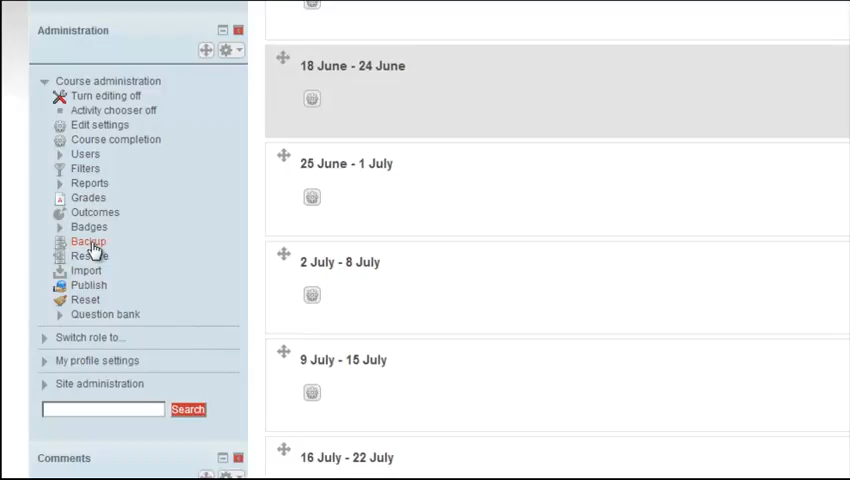 Administration
Course administration
Turn editing off
Activity chooser off
Edit settings
Course completion
Users
Filters
Reports
Grades
Outcomes
Badges
Backup
Import
Publish
Reset
Question bank
Switch role to...
My profile settings
Site administration
Search
Comments
18 June - 24 June
25 June - 1 July
2 July - 8 July
9 July - 15 July
16 July - 22 July